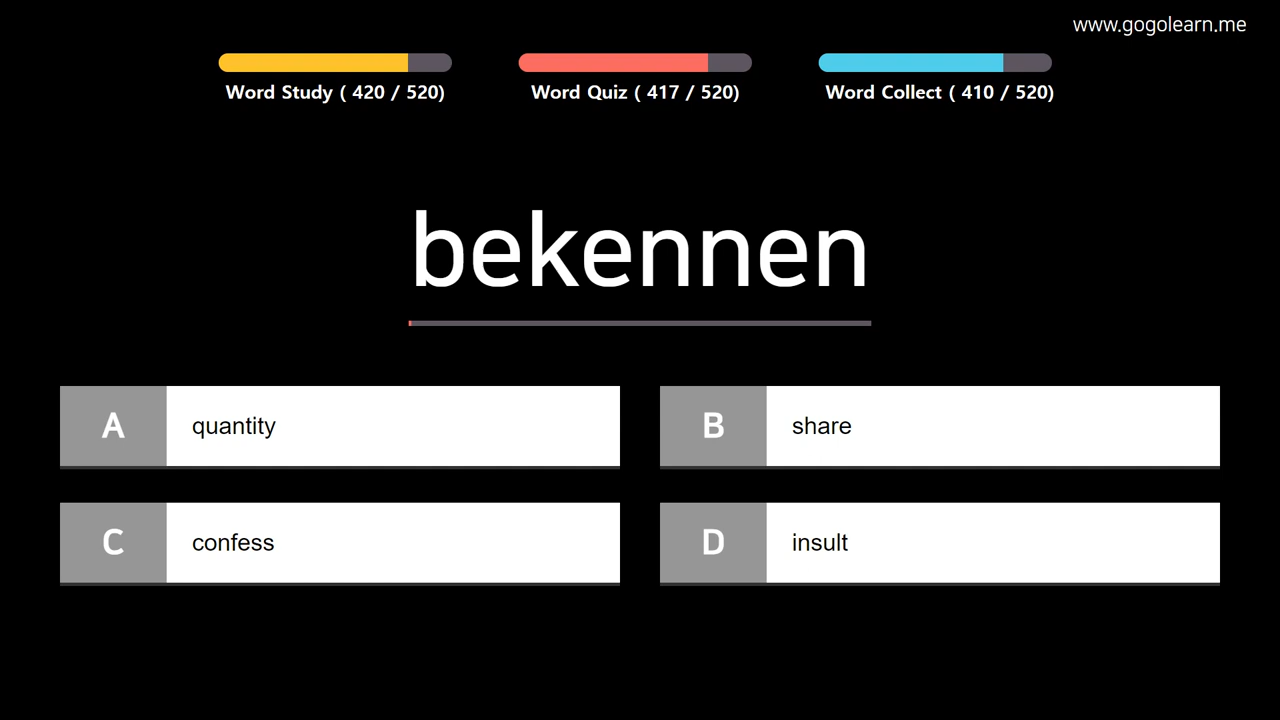 www.gogolearn.me
Word Study ( 420 / 520)
Word Quiz ( 417 / 520)
Word Collect ( 410 / 520)
bekennen
A quantity
B share
C confess
D insult